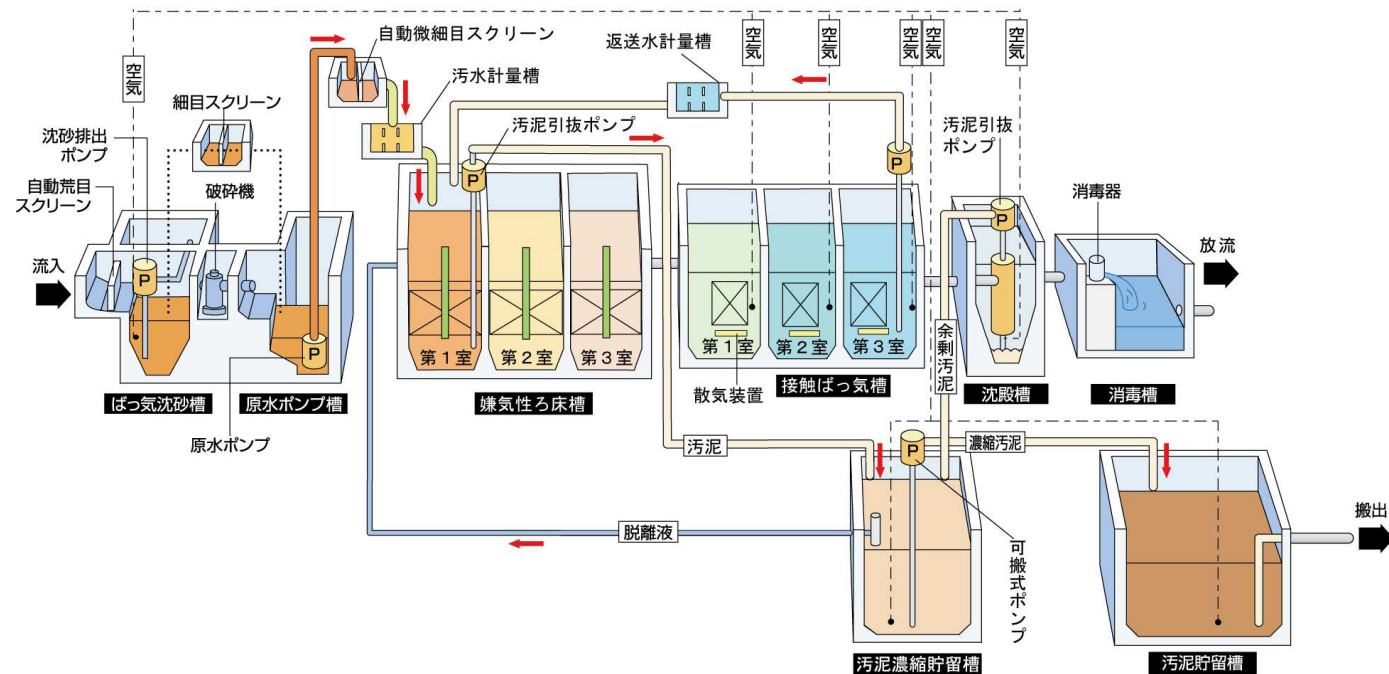 空気
空気
空気
空気
空気
空気
自動微細目スクリーン
返送水計量槽
汚水計量槽
細目スクリーン
沈砂排出
ポンプ
汚泥引抜ポンプ
P
P
汚泥引抜
ポンプ
P
自動荒目
スクリーン
破砕機
消毒器
流入
P
放流
P
第1室
第2室
第3室
第1室
第2室
第3室
余剰汚泥
散気装置
ばっ気沈砂槽
原水ポンプ槽
嫌気性ろ床槽
接触ばっ気槽
沈殿槽
消毒槽
原水ポンプ
汚泥
P
濃縮汚泥
脱離液
可搬式ポンプ
搬出
汚泥濃縮貯留槽
汚泥貯留槽